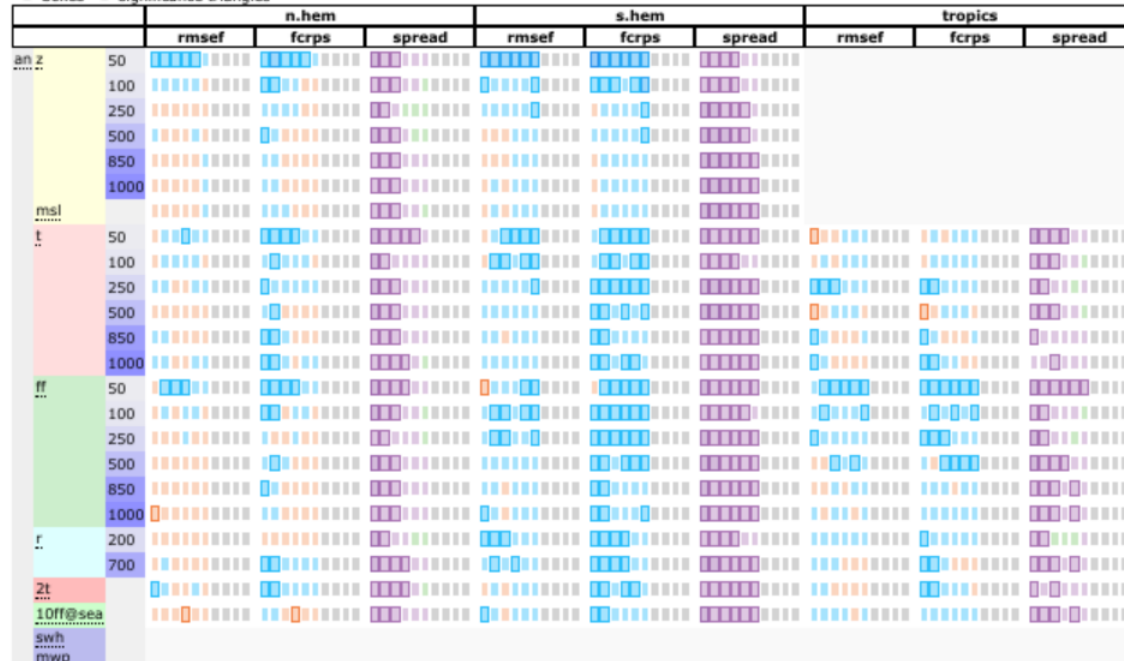 n.hem s.hem tropics
rmsef fcrps spread rmsef fcrps spread rmsef fcrps spread
an z 50
100
250
500
850
1000
msl
t 50
100
250
500
850
1000
ff 50
100
250
500
850
1000
r 200
700
2t
10ff@sea
swh
mwp